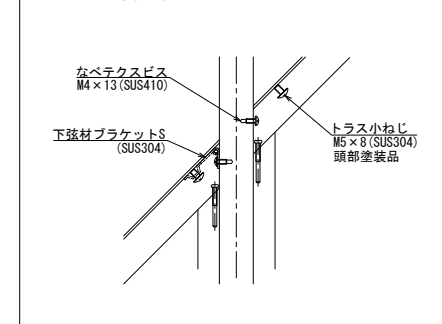 なべテクスビス
M4×13(SUS410)
下弦材ブラケットS
(SUS304)
トラス小ねじ
M5×8(SUS304)
頭部塗装品